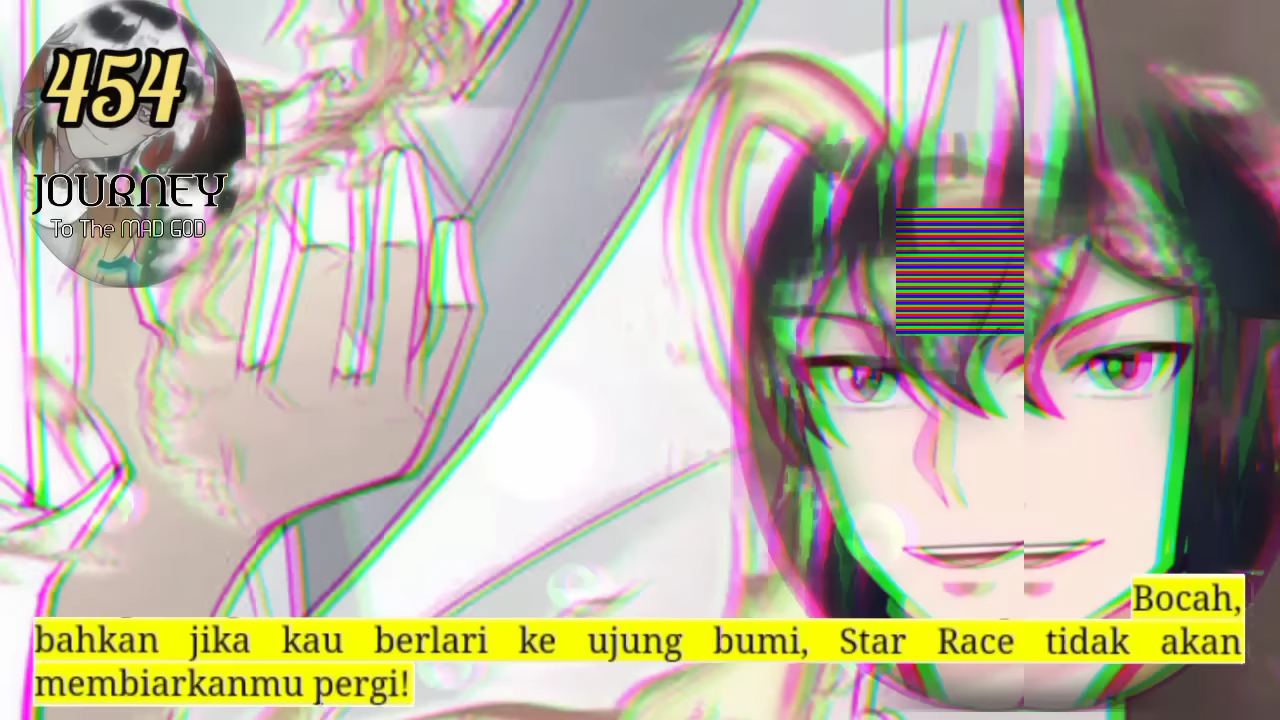 454
JOURNEY
To The MAD GOD
Bocah,
bahkan jika kau berlari ke ujung bumi, Star Race tidak akan
membiarkanmu pergi!